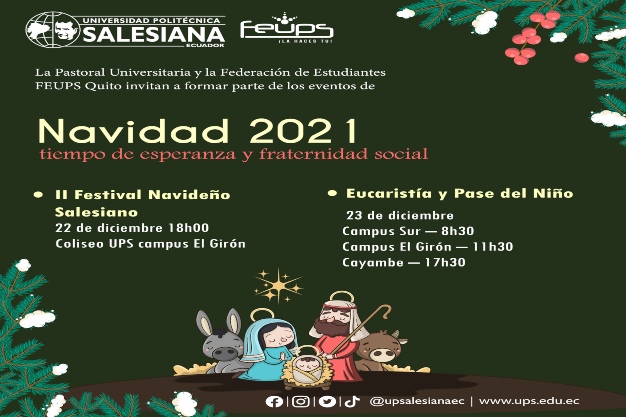 UNIVERSIDAD POLITÉCNICA
SALESIANA
ECUADOR
FEUPS
¡LA HACES TÚ!
La Pastoral Universitaria y la Federación de Estudiantes
FEUPS Quito invitan a formar parte de los eventos de
Navidad 2021
tiempo de esperanza y fraternidad social
• II Festival Navideño
Salesiano
22 de diciembre 18h00
Coliseo UPS campus El Girón
• Eucaristía y Pase del Niño
23 de diciembre
Campus Sur — 8h30
Campus El Girón — 11h30
Cayambe — 17h30
@upsalesianaec | www.ups.edu.ec